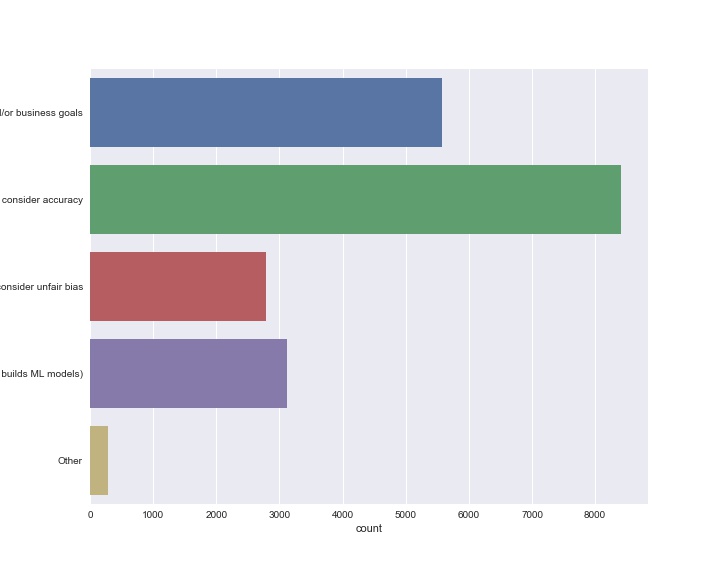 /or business goals
consider accuracy
consider unfair bias
builds ML models)
Other
0 1000 2000 3000 4000 5000 6000 7000 8000
count